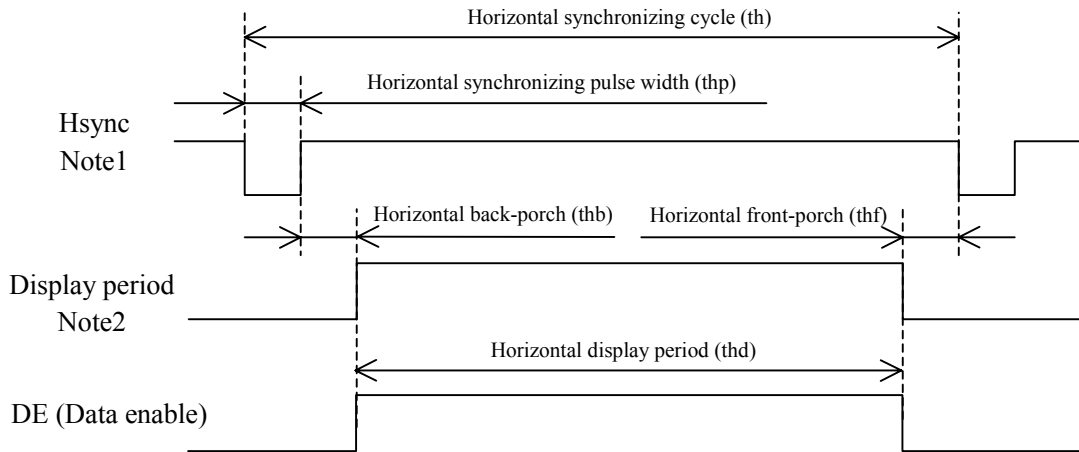 Horizontal synchronizing cycle (th)
Horizontal synchronizing pulse width (thp)
Hsync
Note1
Horizontal back-porch (thb)
Horizontal front-porch (thf)
Display period
Note2
Horizontal display period (thd)
DE (Data enable)